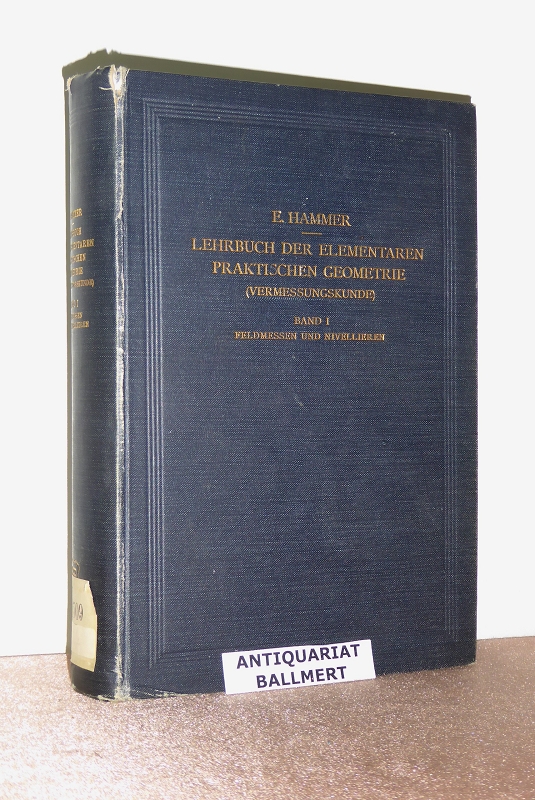 E. HAMMER
LEHRBUCH DER ELEMENTAREN
PRAKTISCHEN GEOMETRIE
(VERMESSUNGSKUNDE)
BAND I
FELDMESSEN UND NIVELLIEREN
ANTIQUARIAT
BALLMERT